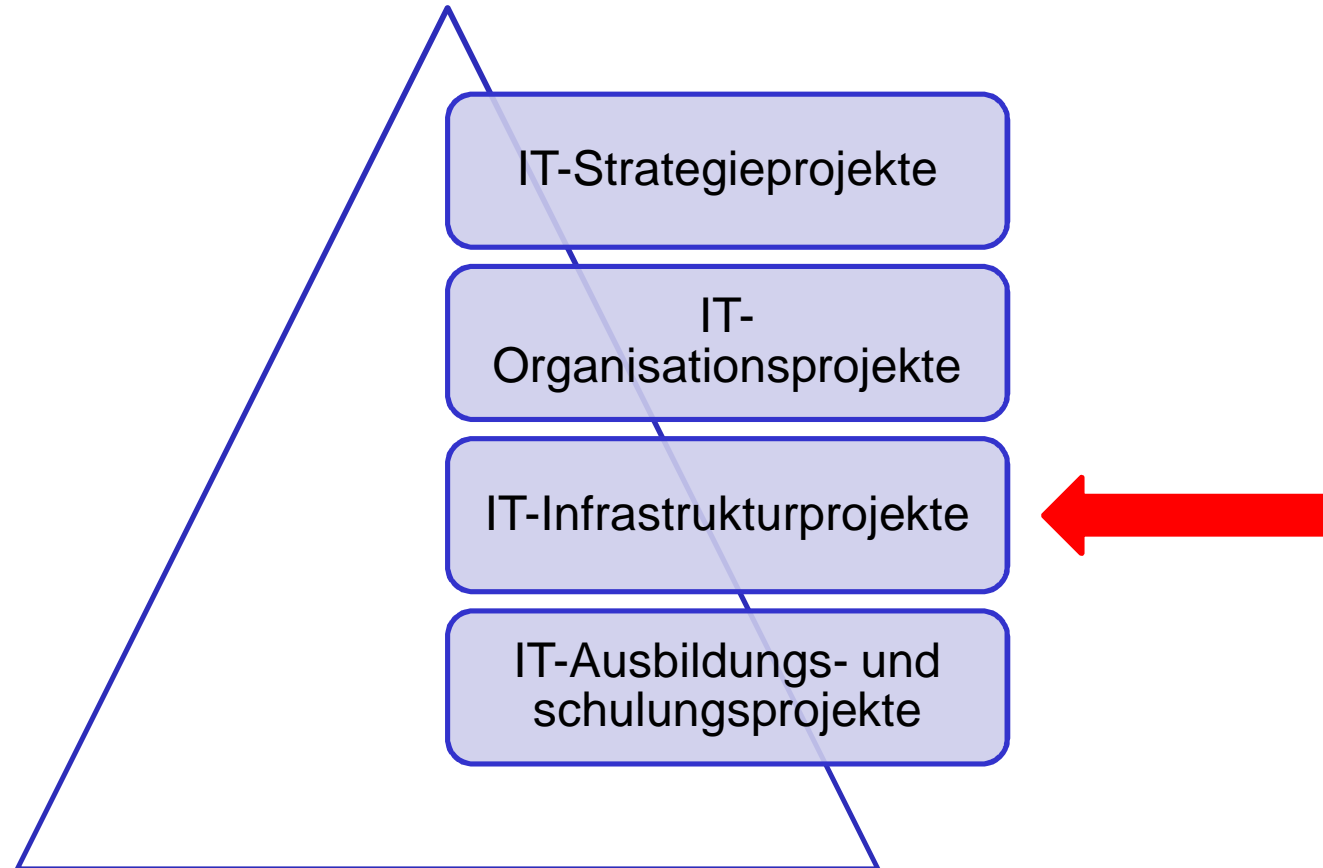 IT-Strategieprojekte
IT-
Organisationsprojekte
IT-Infrastrukturprojekte
IT-Ausbildungs- und
schulungsprojekte